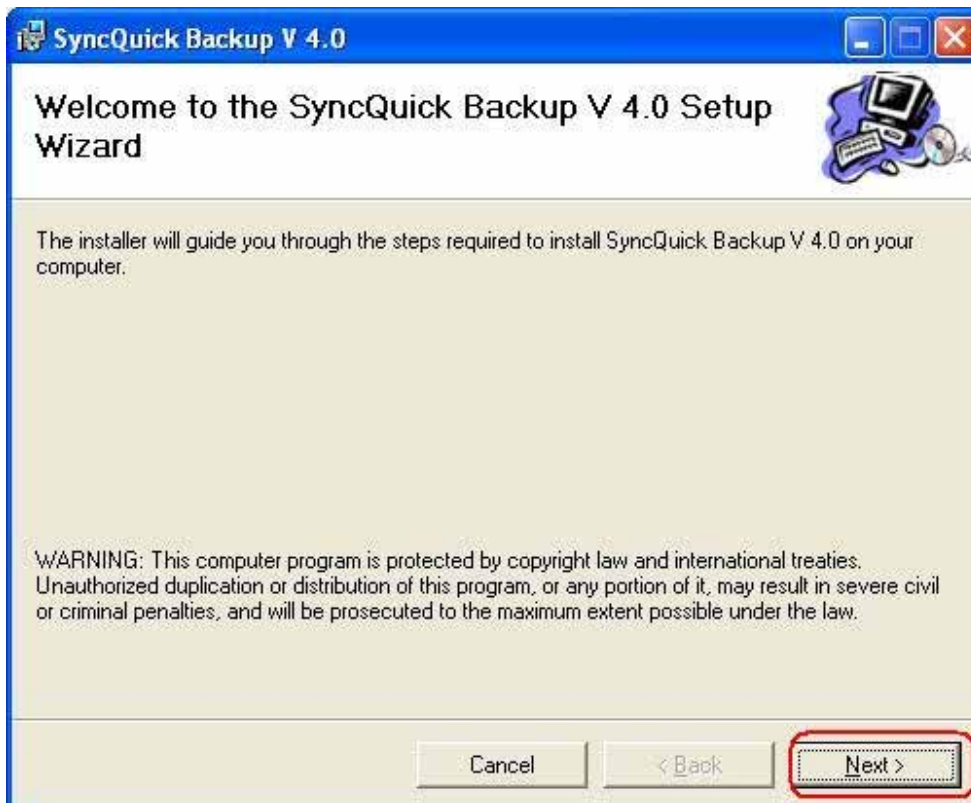 SyncQuick Backup V 4.0
Welcome to the SyncQuick Backup V 4.0 Setup
Wizard
The installer will guide you through the steps required to install SyncQuick Backup V 4.0 on your
computer.
WARNING: This computer program is protected by copyright law and international treaties.
Unauthorized duplication or distribution of this program, or any portion of it, may result in severe civil
or criminal penalties, and will be prosecuted to the maximum extent possible under the law.
Cancel
< Back
Next >